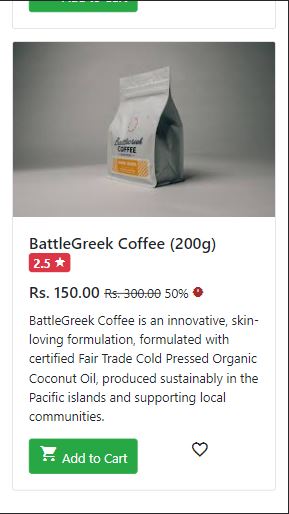 Add to Cart
Battlecreek
COFFEE
BattleGreek Coffee (200g)
2.5
Rs. 150.00 Rs. 300.00 50%
BattleGreek Coffee is an innovative, skin-
loving formulation, formulated with
certified Fair Trade Cold Pressed Organic
Coconut Oil, produced sustainably in the
Pacific islands and supporting local
communities.
Add to Cart